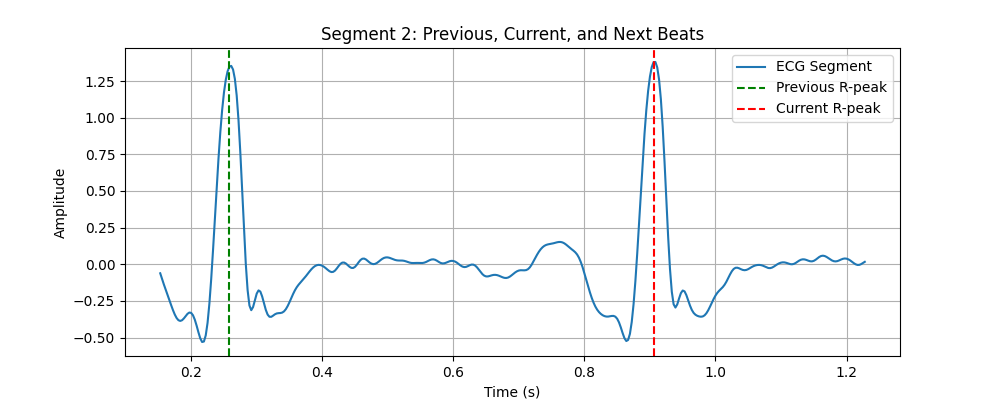 Segment 2: Previous, Current, and Next Beats
ECG Segment
Previous R-peak
Current R-peak
Amplitude
1.25
1.00
0.75
0.50
0.25
0.00
−0.25
−0.50
0.2 0.4 0.6 0.8 1.0 1.2
Time (s)